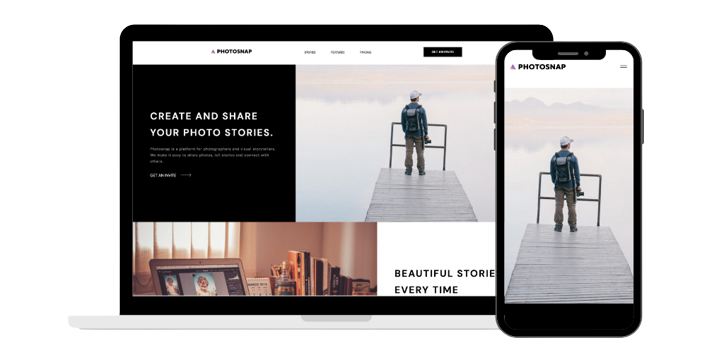 PHOTOSNAP
STORIES FEATURES PRICING
GET AN INVITE
CREATE AND SHARE
YOUR PHOTO STORIES.
Photosnap is a platform for photographers and visual storytellers.
We make it easy to share photos, tell stories and connect with
others.
GET AN INVITE
BEAUTIFUL STORIE
EVERY TIME
PHOTOSNAP